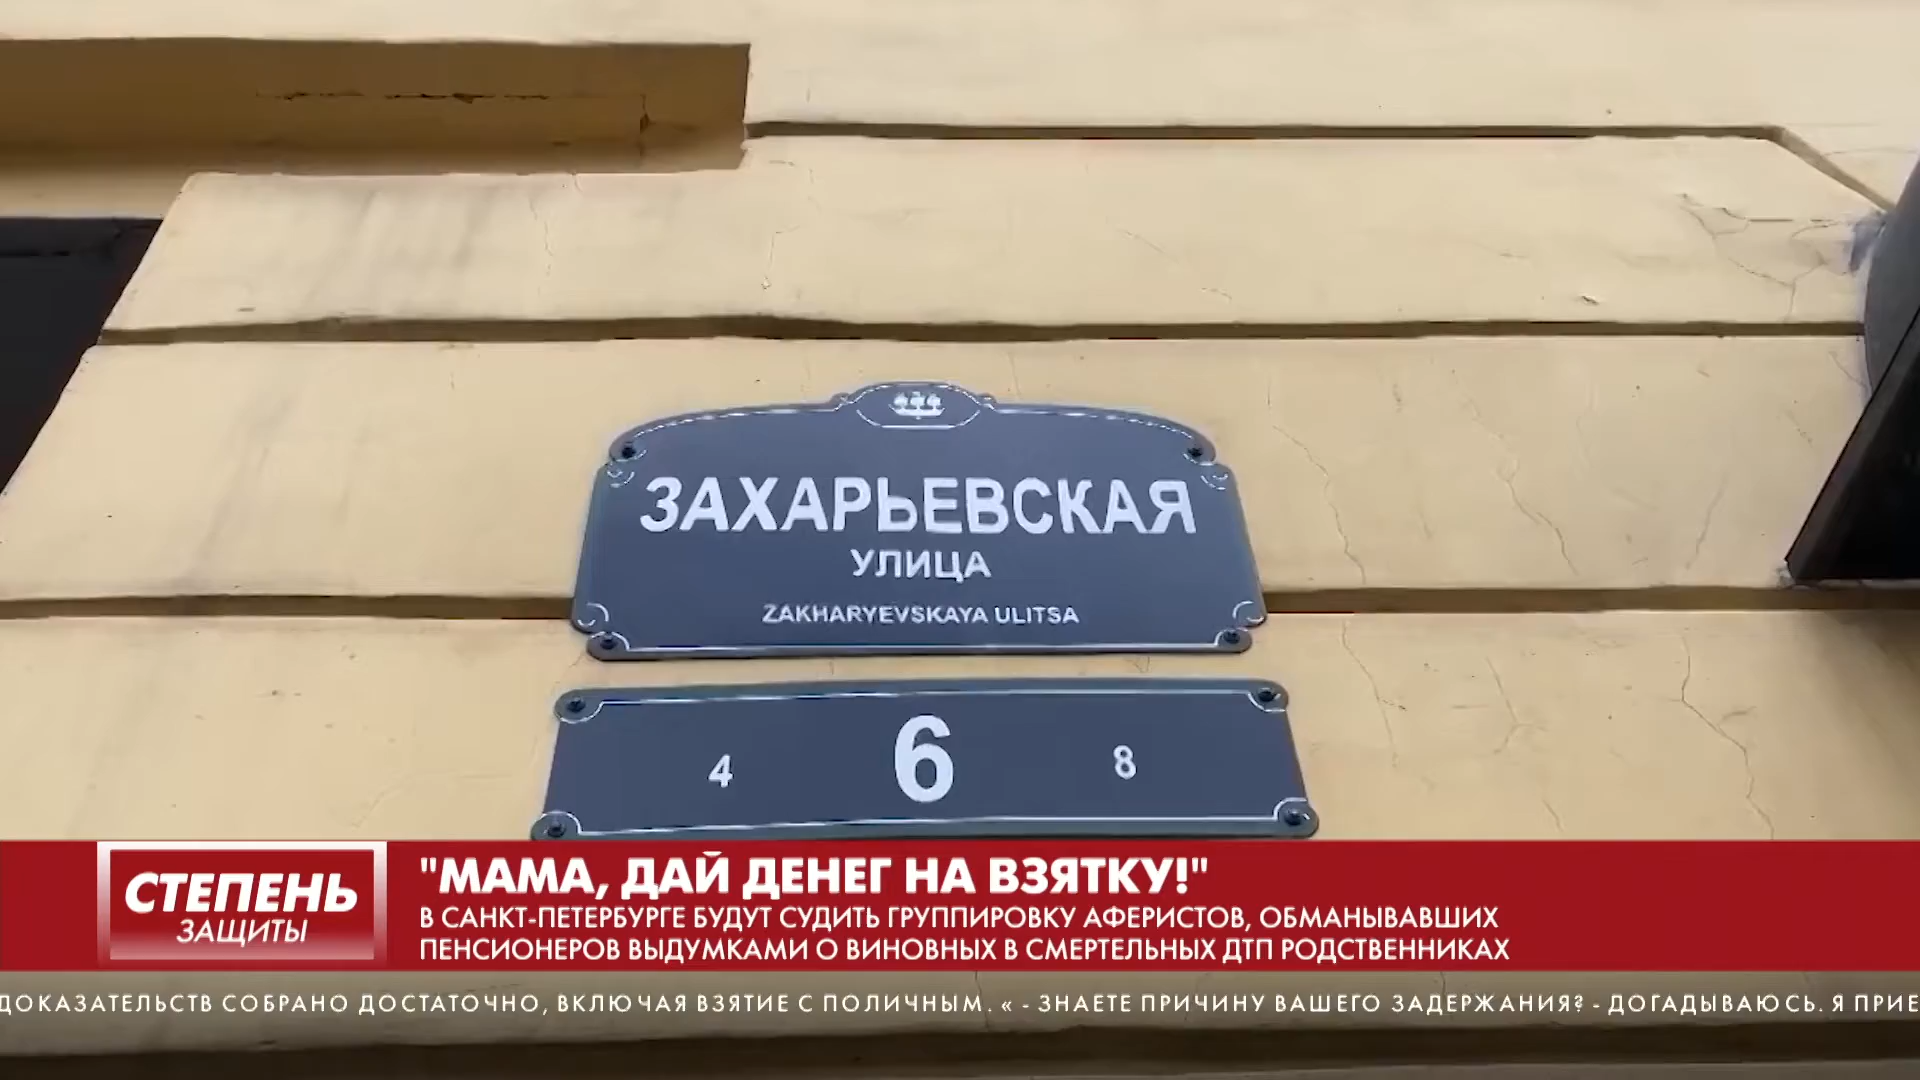 ЗАХАРЬЕВСКАЯ
УЛИЦА
ZAKHARYEVSKAYA ULITSA
4 6 8
СТЕПЕНЬ
ЗАЩИТЫ
"МАМА, ДАЙ ДЕНЕГ НА ВЗЯТКУ!"
В САНКТ-ПЕТЕРБУРГЕ БУДУТ СУДИТЬ ГРУППИРОВКУ АФЕРИСТОВ, ОБМАНЫВАВШИХ
ПЕНСИОНЕРОВ ВЫДУМКАМИ О ВИНОВНЫХ В СМЕРТЕЛЬНЫХ ДТП РОДСТВЕННИКАХ
ДОКАЗАТЕЛЬСТВ СОБРАНО ДОСТАТОЧНО, ВКЛЮЧАЯ ВЗЯТИЕ С ПОЛИЧНЫМ. « - ЗНАЕТЕ ПРИЧИНУ ВАШЕГО ЗАДЕРЖАНИЯ? - ДОГАДЫВАЮСЬ. Я ПРИЕ